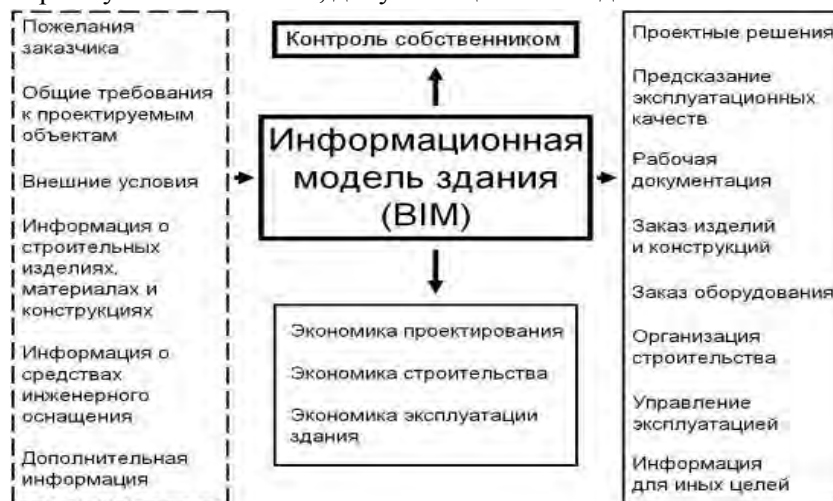 Пожелания
заказчика
Общие требования
к проектируемым
объектам
Внешние условия
Информация о
строительных
изделиях,
материалах и
конструкциях
Информация о
средствах
инженерного
оснащения
Дополнительная
информация
Контроль собственником
Информационная
модель здания
(BIM)
Экономика проектирования
Экономика строительства
Экономика эксплуатации
здания
Проектные решения
Предсказание
эксплуатационных
качеств
Рабочая
документация
Заказ изделий
и конструкций
Заказ оборудования
Организация
строительства
Управление
эксплуатацией
Информация
для иных целей